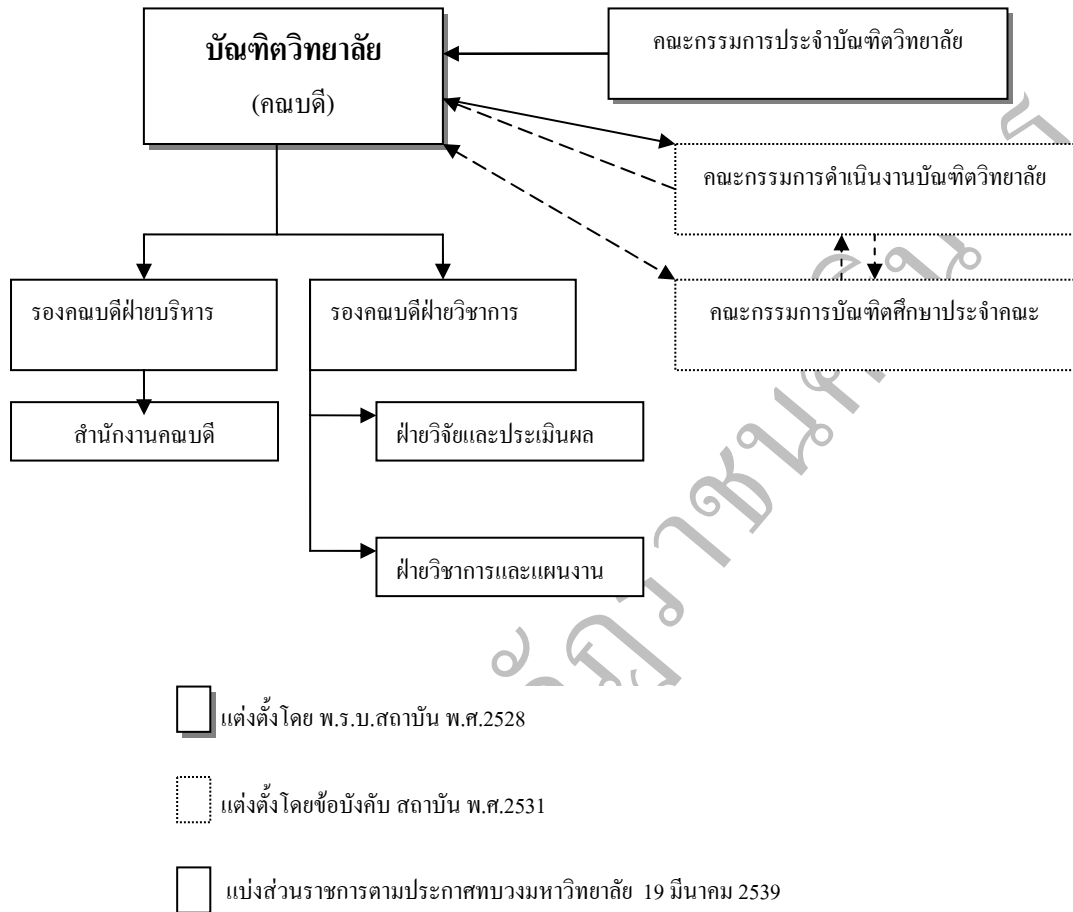 บัณฑิตวิทยาลัย
(คณบดี)
คณะกรรมการประจำบัณฑิตวิทยาลัย
คณะกรรมการดำเนินงานบัณฑิตวิทยาลัย
คณะกรรมการบัณฑิตศึกษาประจำคณะ
รองคณบดีฝ่ายบริหาร
รองคณบดีฝ่ายวิชาการ
สำนักงานคณบดี
ฝ่ายวิจัยและประเมินผล
ฝ่ายวิชาการและแผนงาน
แต่งตั้งโดย พ.ร.บ.สถาบัน พ.ศ.2528
แต่งตั้งโดยข้อบังคับ สถาบัน พ.ศ.2531
แบ่งส่วนราชการตามประกาศทบวงมหาวิทยาลัย 19 มีนาคม 2539